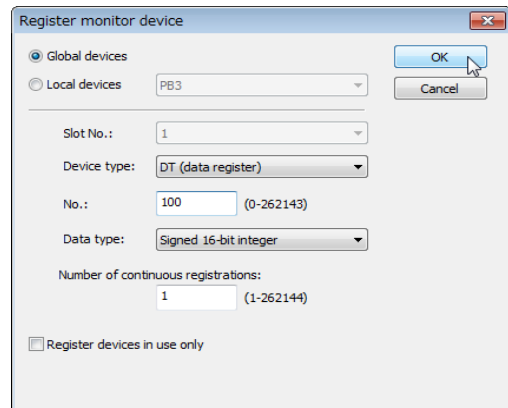 Register monitor device
Global devices
OK
Local devices
PB3
Cancel
Slot No.:
1
Device type:
DT (data register)
No.:
100
(0-262143)
Data type:
Signed 16-bit integer
Number of continuous registrations:
1
(1-262144)
Register devices in use only